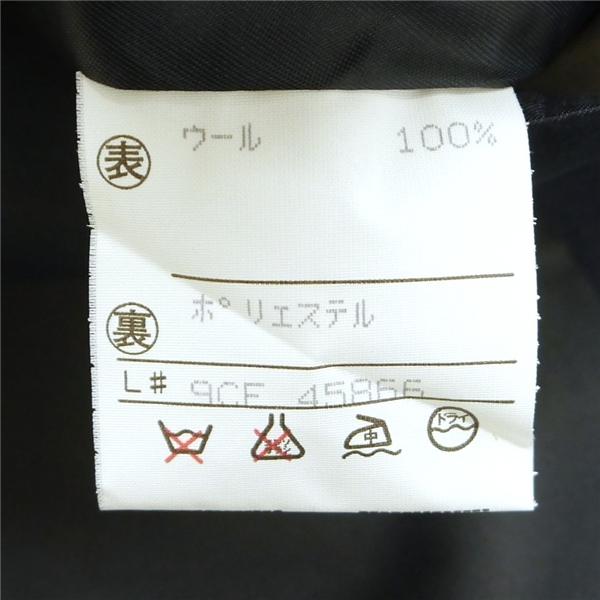 表 ウール 100%
裏 ポリエステル
L# 9CF 45866
中 ドライ